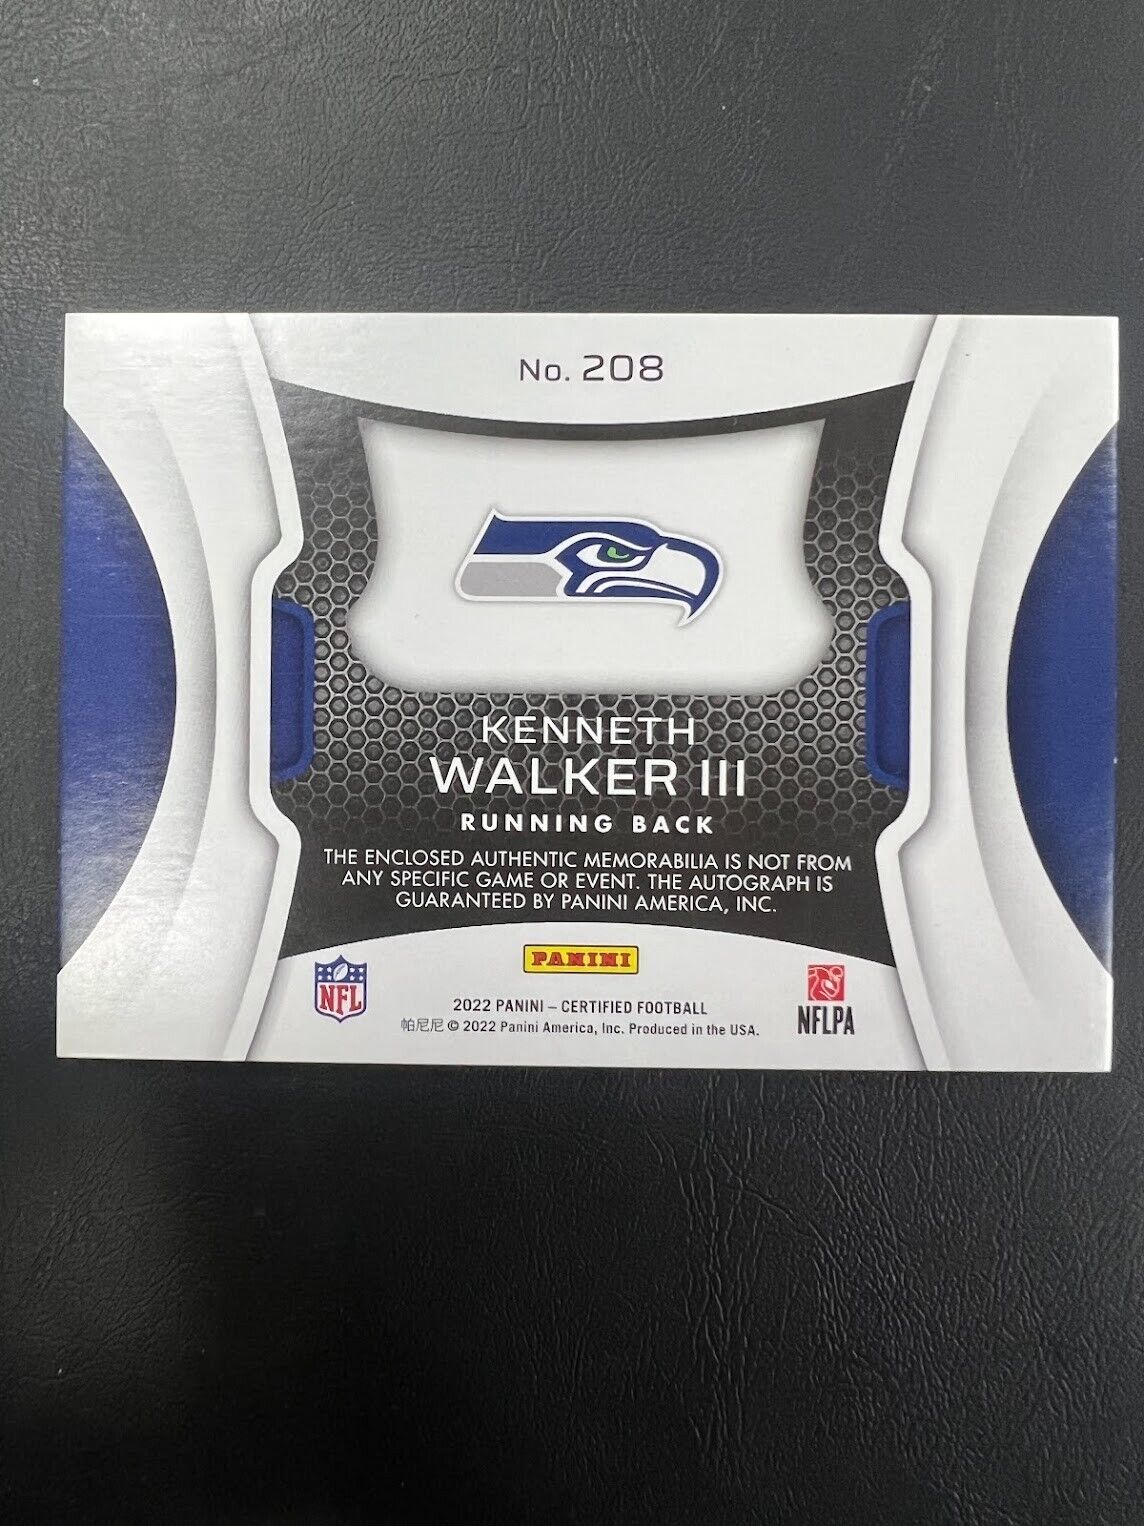 No. 208
KENNETH
WALKER III
RUNNING BACK
THE ENCLOSED AUTHENTIC MEMORABILIA IS NOT FROM
ANY SPECIFIC GAME OR EVENT. THE AUTOGRAPH IS
GUARANTEED BY PANINI AMERICA, INC.
PANINI
NFL
2022 PANINI – CERTIFIED FOOTBALL
帕尼尼 © 2022 Panini America, Inc. Produced in the USA.
NFLPA